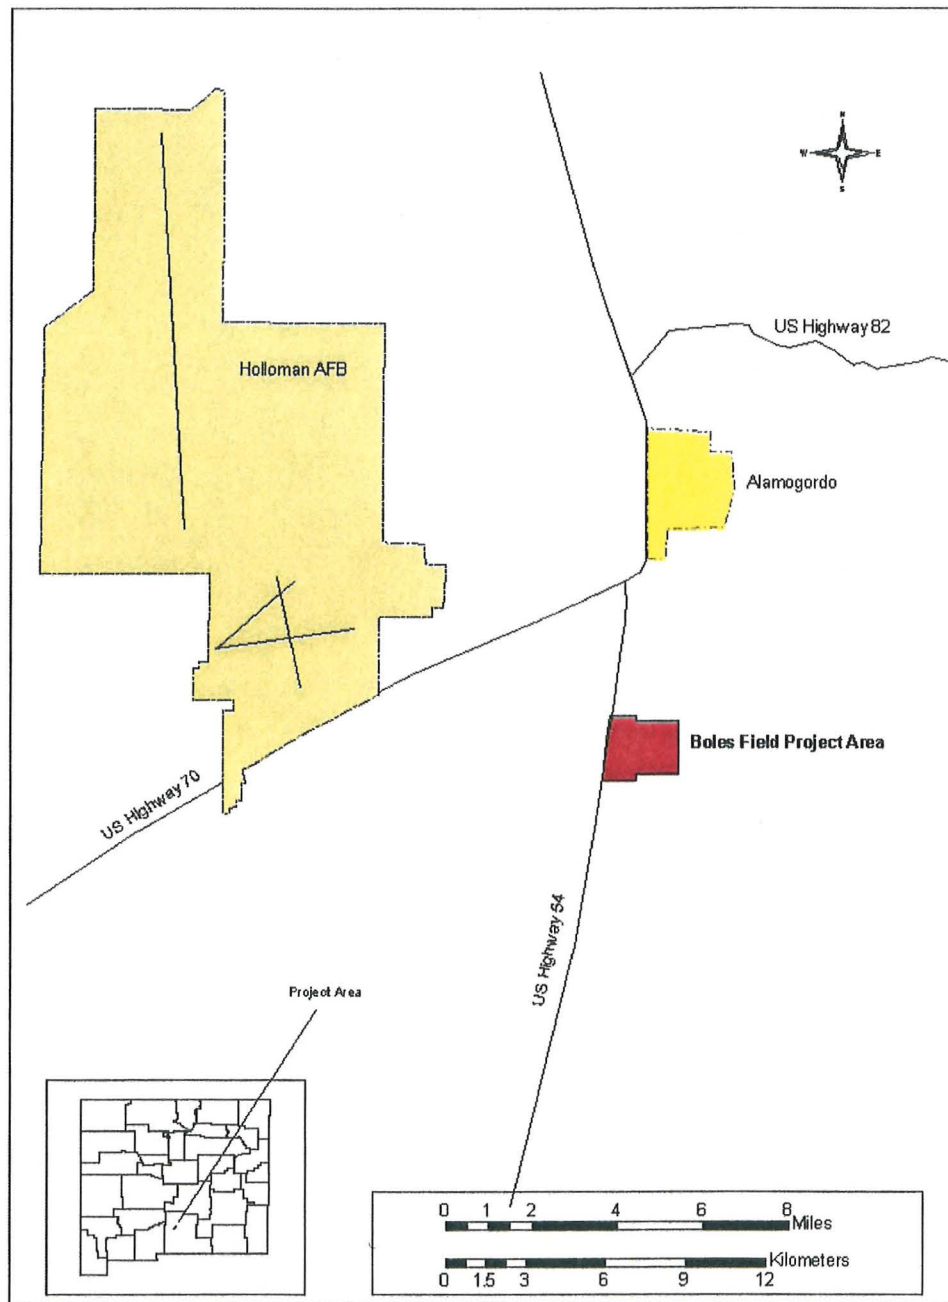 N
W E
S
US Highway 82
Holloman AFB
Alamogordo
Boles Field Project Area
US Highway 70
US Highway 54
Project Area
0 1 2 4 6 8
Miles
Kilometers
0 1.5 3 6 9 12